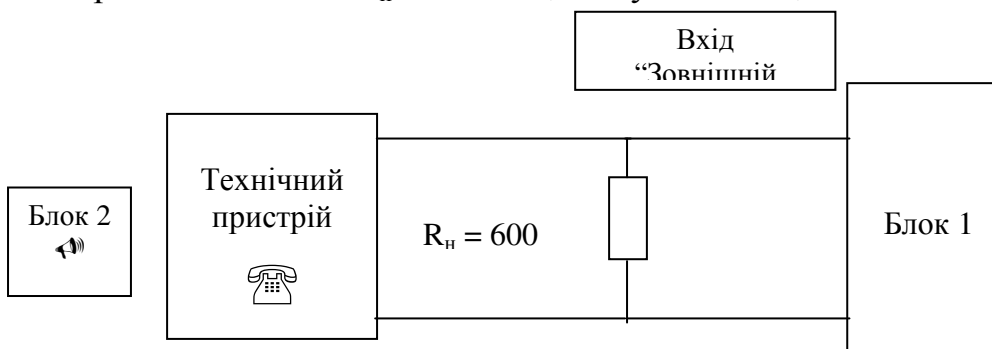 Вхід
“Зовнішній
Технічний
пристрій
Блок 2
Rн = 600
Блок 1